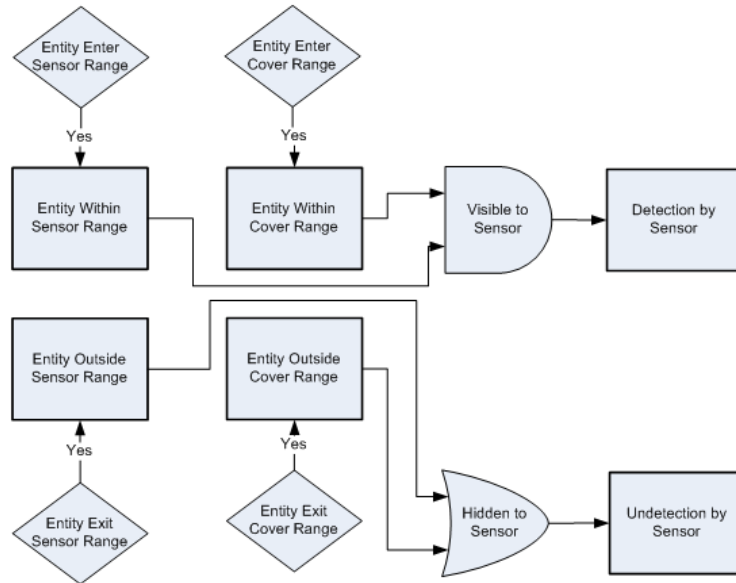 Entity Enter
Sensor Range
Entity Enter
Cover Range
Yes
Yes
Entity Within
Sensor Range
Entity Within
Cover Range
Visible to
Sensor
Detection by
Sensor
Entity Outside
Sensor Range
Entity Outside
Cover Range
Yes
Yes
Entity Exit
Sensor Range
Entity Exit
Cover Range
Hidden to
Sensor
Undetection by
Sensor